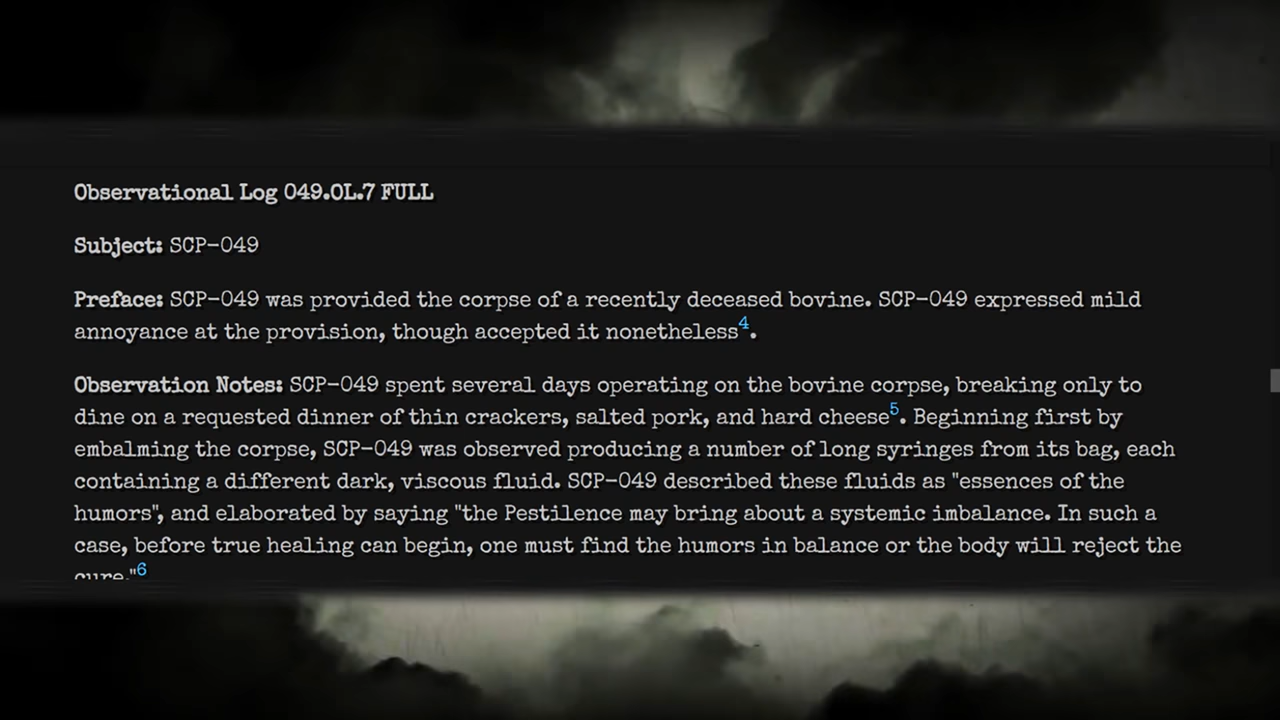 Observational Log 049.OL.7 FULL
Subject: SCP-049
Preface: SCP-049 was provided the corpse of a recently deceased bovine. SCP-049 expressed mild
annoyance at the provision, though accepted it nonetheless4.
Observation Notes: SCP-049 spent several days operating on the bovine corpse, breaking only to
dine on a requested dinner of thin crackers, salted pork, and hard cheese5. Beginning first by
embalming the corpse, SCP-049 was observed producing a number of long syringes from its bag, each
containing a different dark, viscous fluid. SCP-049 described these fluids as "essences of the
humors", and elaborated by saying "the Pestilence may bring about a systemic imbalance. In such a
case, before true healing can begin, one must find the humors in balance or the body will reject the
cure."6